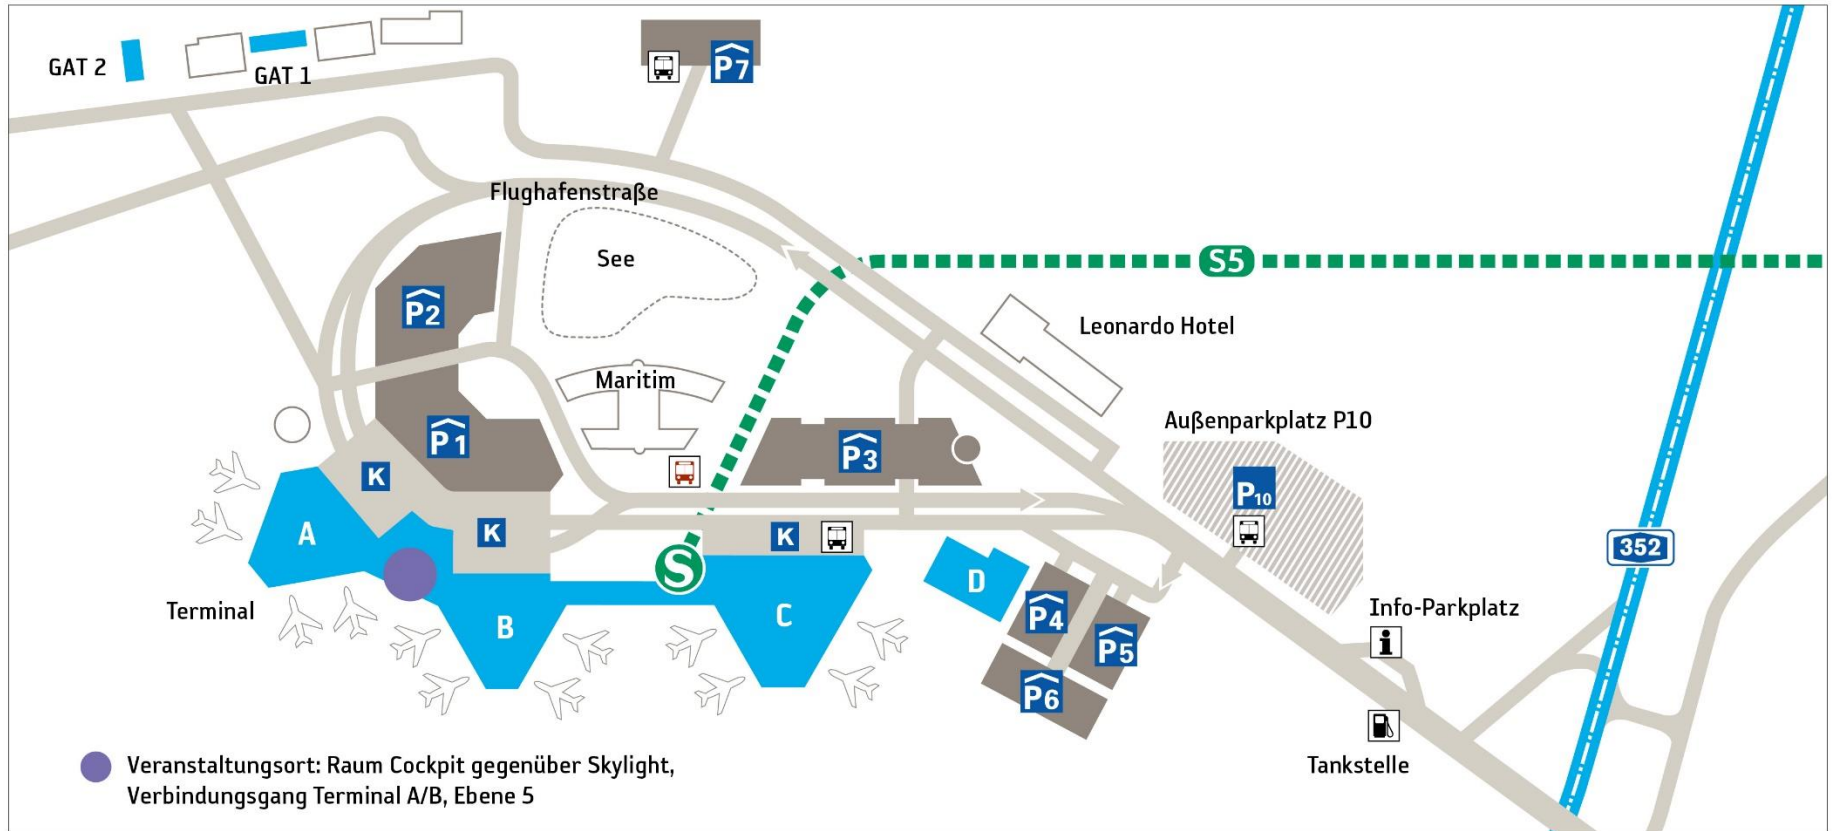 GAT 2
GAT 1
P7
Flughafenstraße
See
S5
P2
Leonardo Hotel
Maritim
Außenparkplatz P10
P1
P3
K
P10
A
K
K
352
S
D
Terminal
B
C
P4
Info-Parkplatz
i
P5
P6
Tankstelle
Veranstaltungsort: Raum Cockpit gegenüber Skylight,
Verbindungsgang Terminal A/B, Ebene 5